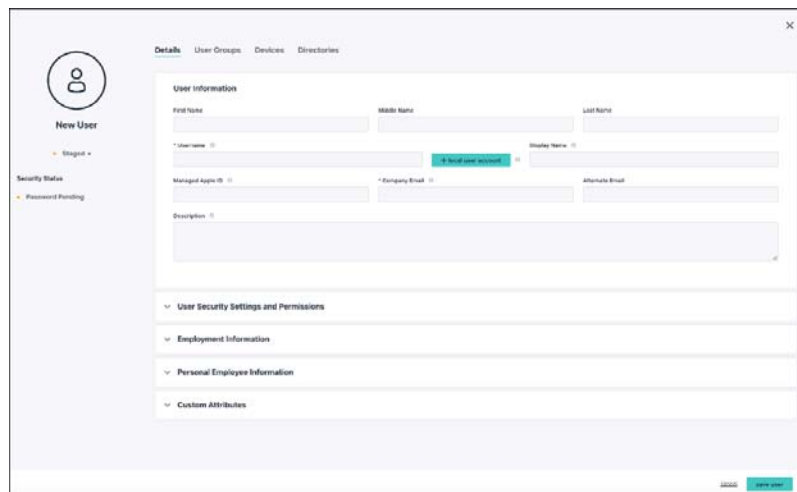 Details User Groups Devices Directories
New User
Staged
Security Status
Password Pending
User Information
First Name Middle Name Last Name
* Username + local user account Display Name
Managed Apple ID * Company Email Alternate Email
Description
User Security Settings and Permissions
Employment Information
Personal Employee Information
Custom Attributes
cancel save user